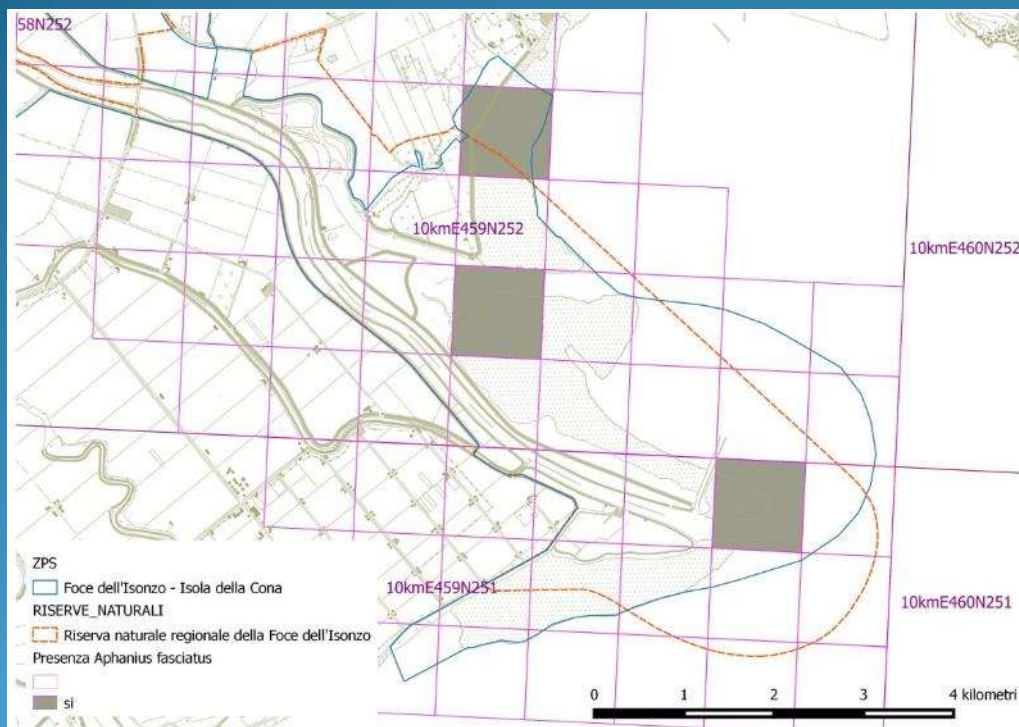 58N252
10kmE459N252
10kmE460N252
10kmE459N251
10kmE460N251
ZPS
Foce dell'Isonzo - Isola della Cona
RISERVE_NATURALI
Riserva naturale regionale della Foce dell'Isonzo
Presenza Aphanius fasciatus
si
0 1 2 3 4 kilometri